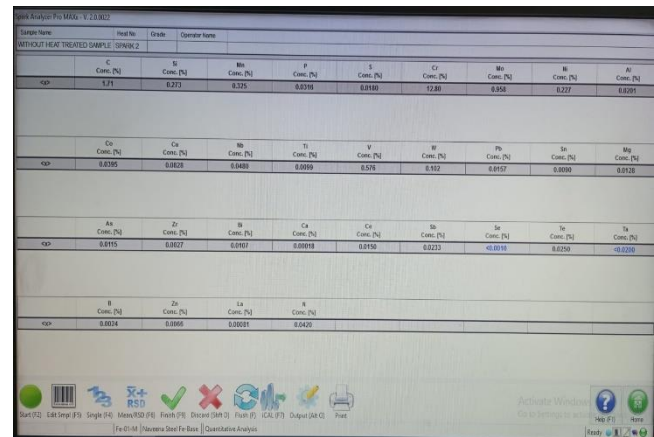 Spark Analyzer Pro MAXx - V. 2.0.0022
Sample Name Heat No Grade Operator Name
WITHOUT HEAT TREATED SAMPLE SPARK 2
C Si Mn P S Cr Mo Ni Al
Conc. [%] Conc. [%] Conc. [%] Conc. [%] Conc. [%] Conc. [%] Conc. [%] Conc. [%] Conc. [%]
<x> 1.71 0.273 0.325 0.0316 0.0180 12.80 0.958 0.227 0.0201
Co Cu Nb Ti V W Pb Sn Mg
Conc. [%] Conc. [%] Conc. [%] Conc. [%] Conc. [%] Conc. [%] Conc. [%] Conc. [%] Conc. [%]
<x> 0.0395 0.0828 0.0480 0.0099 0.576 0.102 0.0157 0.0090 0.0120
As Zr Bi Ca Ce Sb Se Te Ta
Conc. [%] Conc. [%] Conc. [%] Conc. [%] Conc. [%] Conc. [%] Conc. [%] Conc. [%] Conc. [%]
<x> 0.0115 0.0027 0.0107 0.00018 0.0150 0.0233 <0.0010 0.0250 <0.0200
B Zn La N
Conc. [%] Conc. [%] Conc. [%] Conc. [%]
<x> 0.0024 0.0066 0.00081 0.0420
Activate Windows
Go to Settings to
Start (F2) Edit Smpl (F5) Single (F4) Mean/RSD (F6) Finish (F9) Discard (Shift D) Flush (F) iCAL (F7) Output (Alt O) Print Help (F1) Home
Fe-01-M Naveena Steel Fe-Base Quantitative Analysis Ready